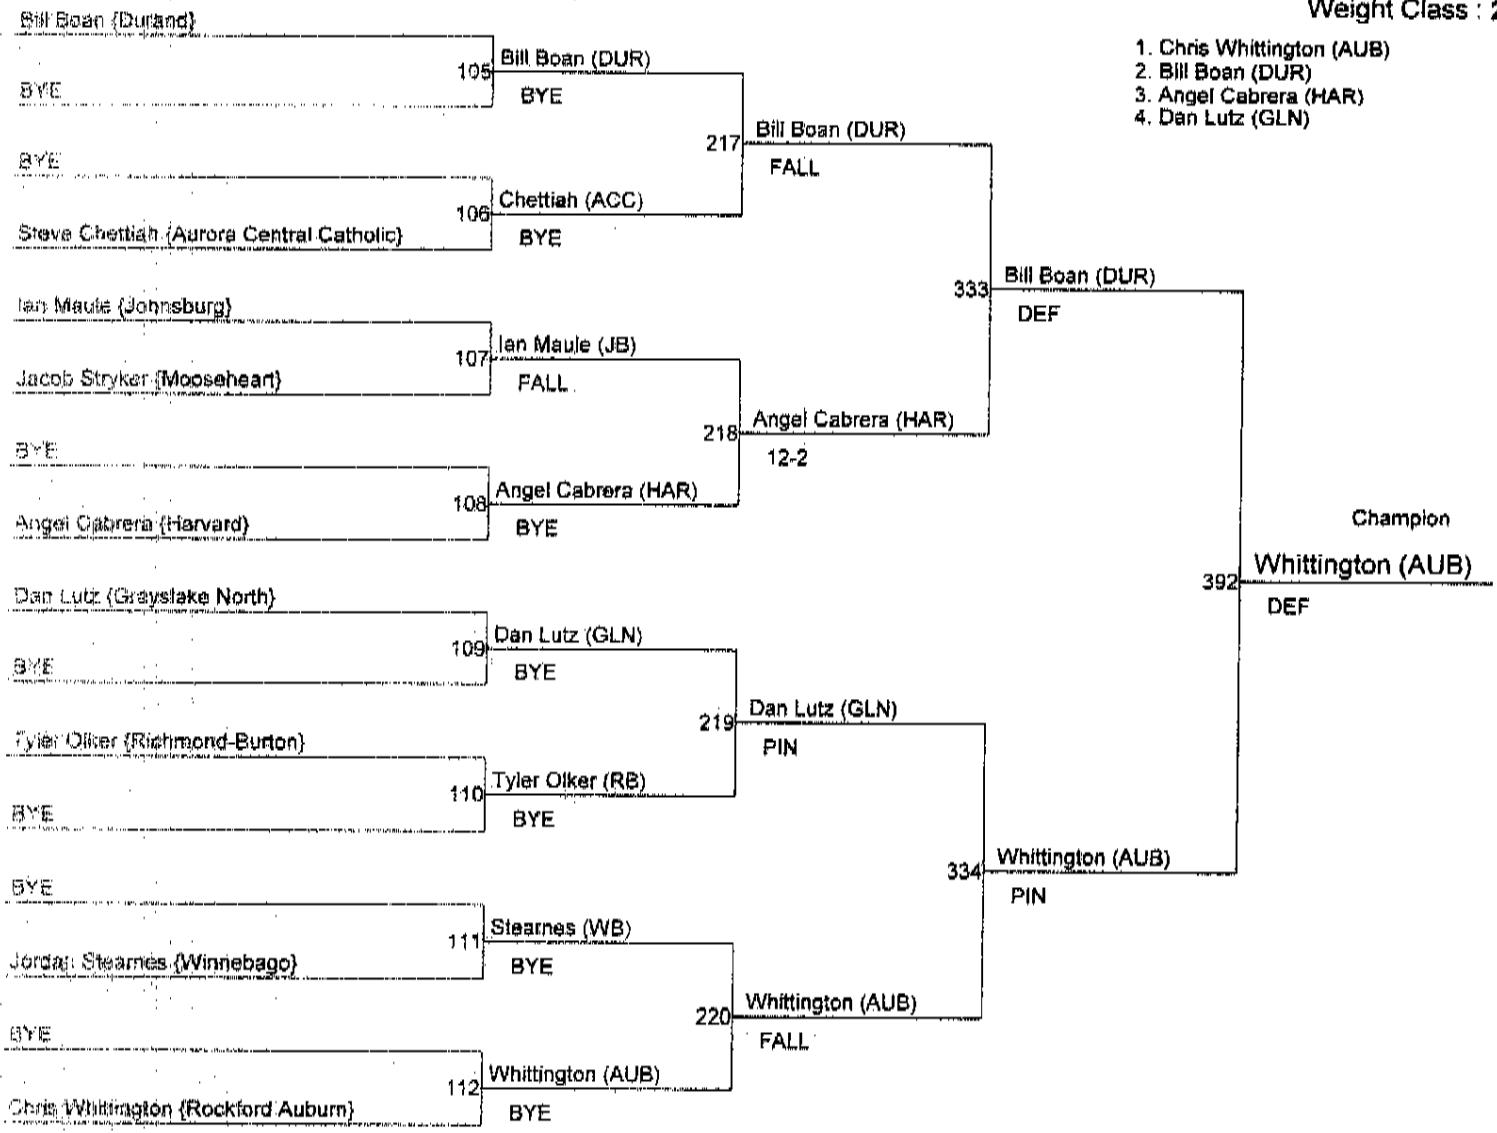 Weight Class : 2
1. Chris Whittington (AUB)
2. Bill Boan (DUR)
3. Angel Cabrera (HAR)
4. Dan Lutz (GLN)
Bill Boan {Durand}
105 Bill Boan (DUR)
BYE
BYE
217 Bill Boan (DUR)
FALL
BYE
106 Chettiah (ACC)
BYE
Steve Chettiah {Aurora Central Catholic}
333 Bill Boan (DUR)
DEF
Ian Maule {Johnsburg}
107 Ian Maule (JB)
FALL
Jacob Stryker {Mooseheart}
218 Angel Cabrera (HAR)
12-2
BYE
108 Angel Cabrera (HAR)
BYE
Angel Cabrera {Harvard}
Champion
392 Whittington (AUB)
DEF
Dan Lutz {Grayslake North}
109 Dan Lutz (GLN)
BYE
BYE
219 Dan Lutz (GLN)
PIN
Tyler Olker {Richmond-Burton}
110 Tyler Olker (RB)
BYE
BYE
334 Whittington (AUB)
PIN
BYE
111 Stearnes (WB)
BYE
Jordan Stearnes {Winnebago}
220 Whittington (AUB)
FALL
BYE
112 Whittington (AUB)
BYE
Chris Whittington {Rockford Auburn}